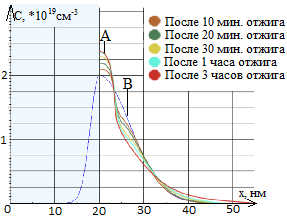 C, *10¹⁹см⁻³
A
B
После 10 мин. отжига
После 20 мин. отжига
После 30 мин. отжига
После 1 часа отжига
После 3 часов отжига
2
1
x, нм
0 10 20 30 40 50